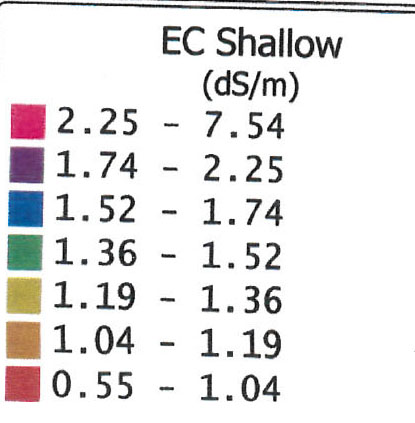 EC Shallow
(dS/m)
2.25 - 7.54
1.74 - 2.25
1.52 - 1.74
1.36 - 1.52
1.19 - 1.36
1.04 - 1.19
0.55 - 1.04